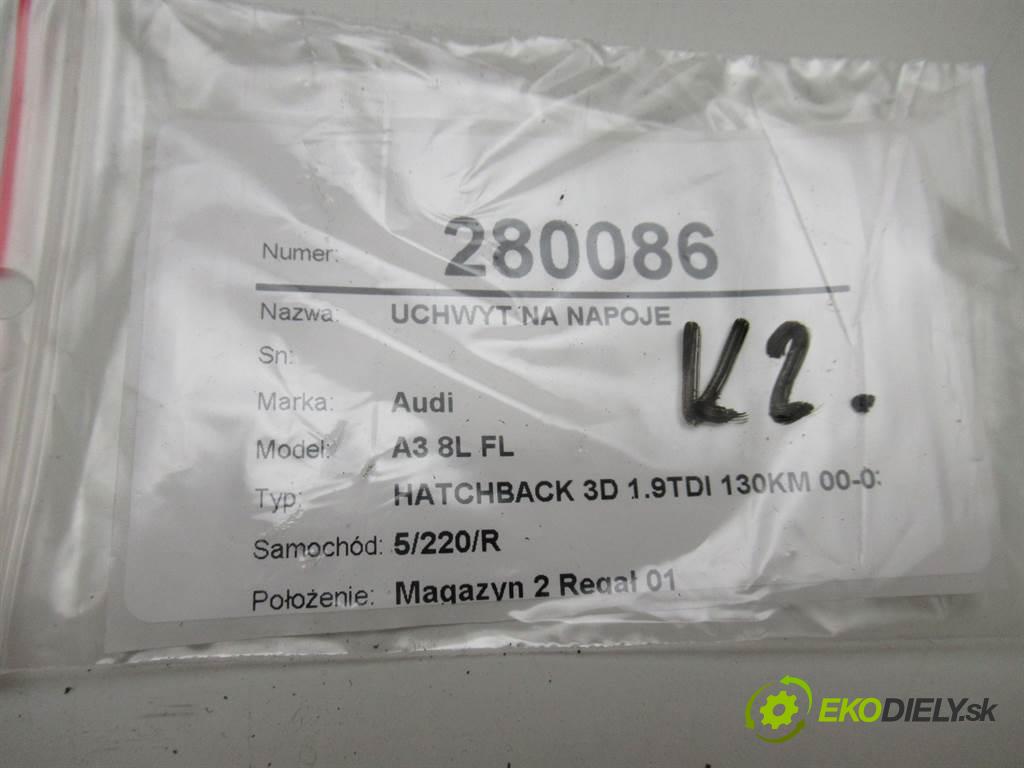 Numer: 280086
Nazwa: UCHWYT NA NAPOJE
K2.
Sn:
Marka: Audi
Model: A3 8L FL
Typ: HATCHBACK 3D 1.9TDI 130KM 00-0
Samochód: 5/220/R
Położenie: Magazyn 2 Regał 01
EKODIELY.sk